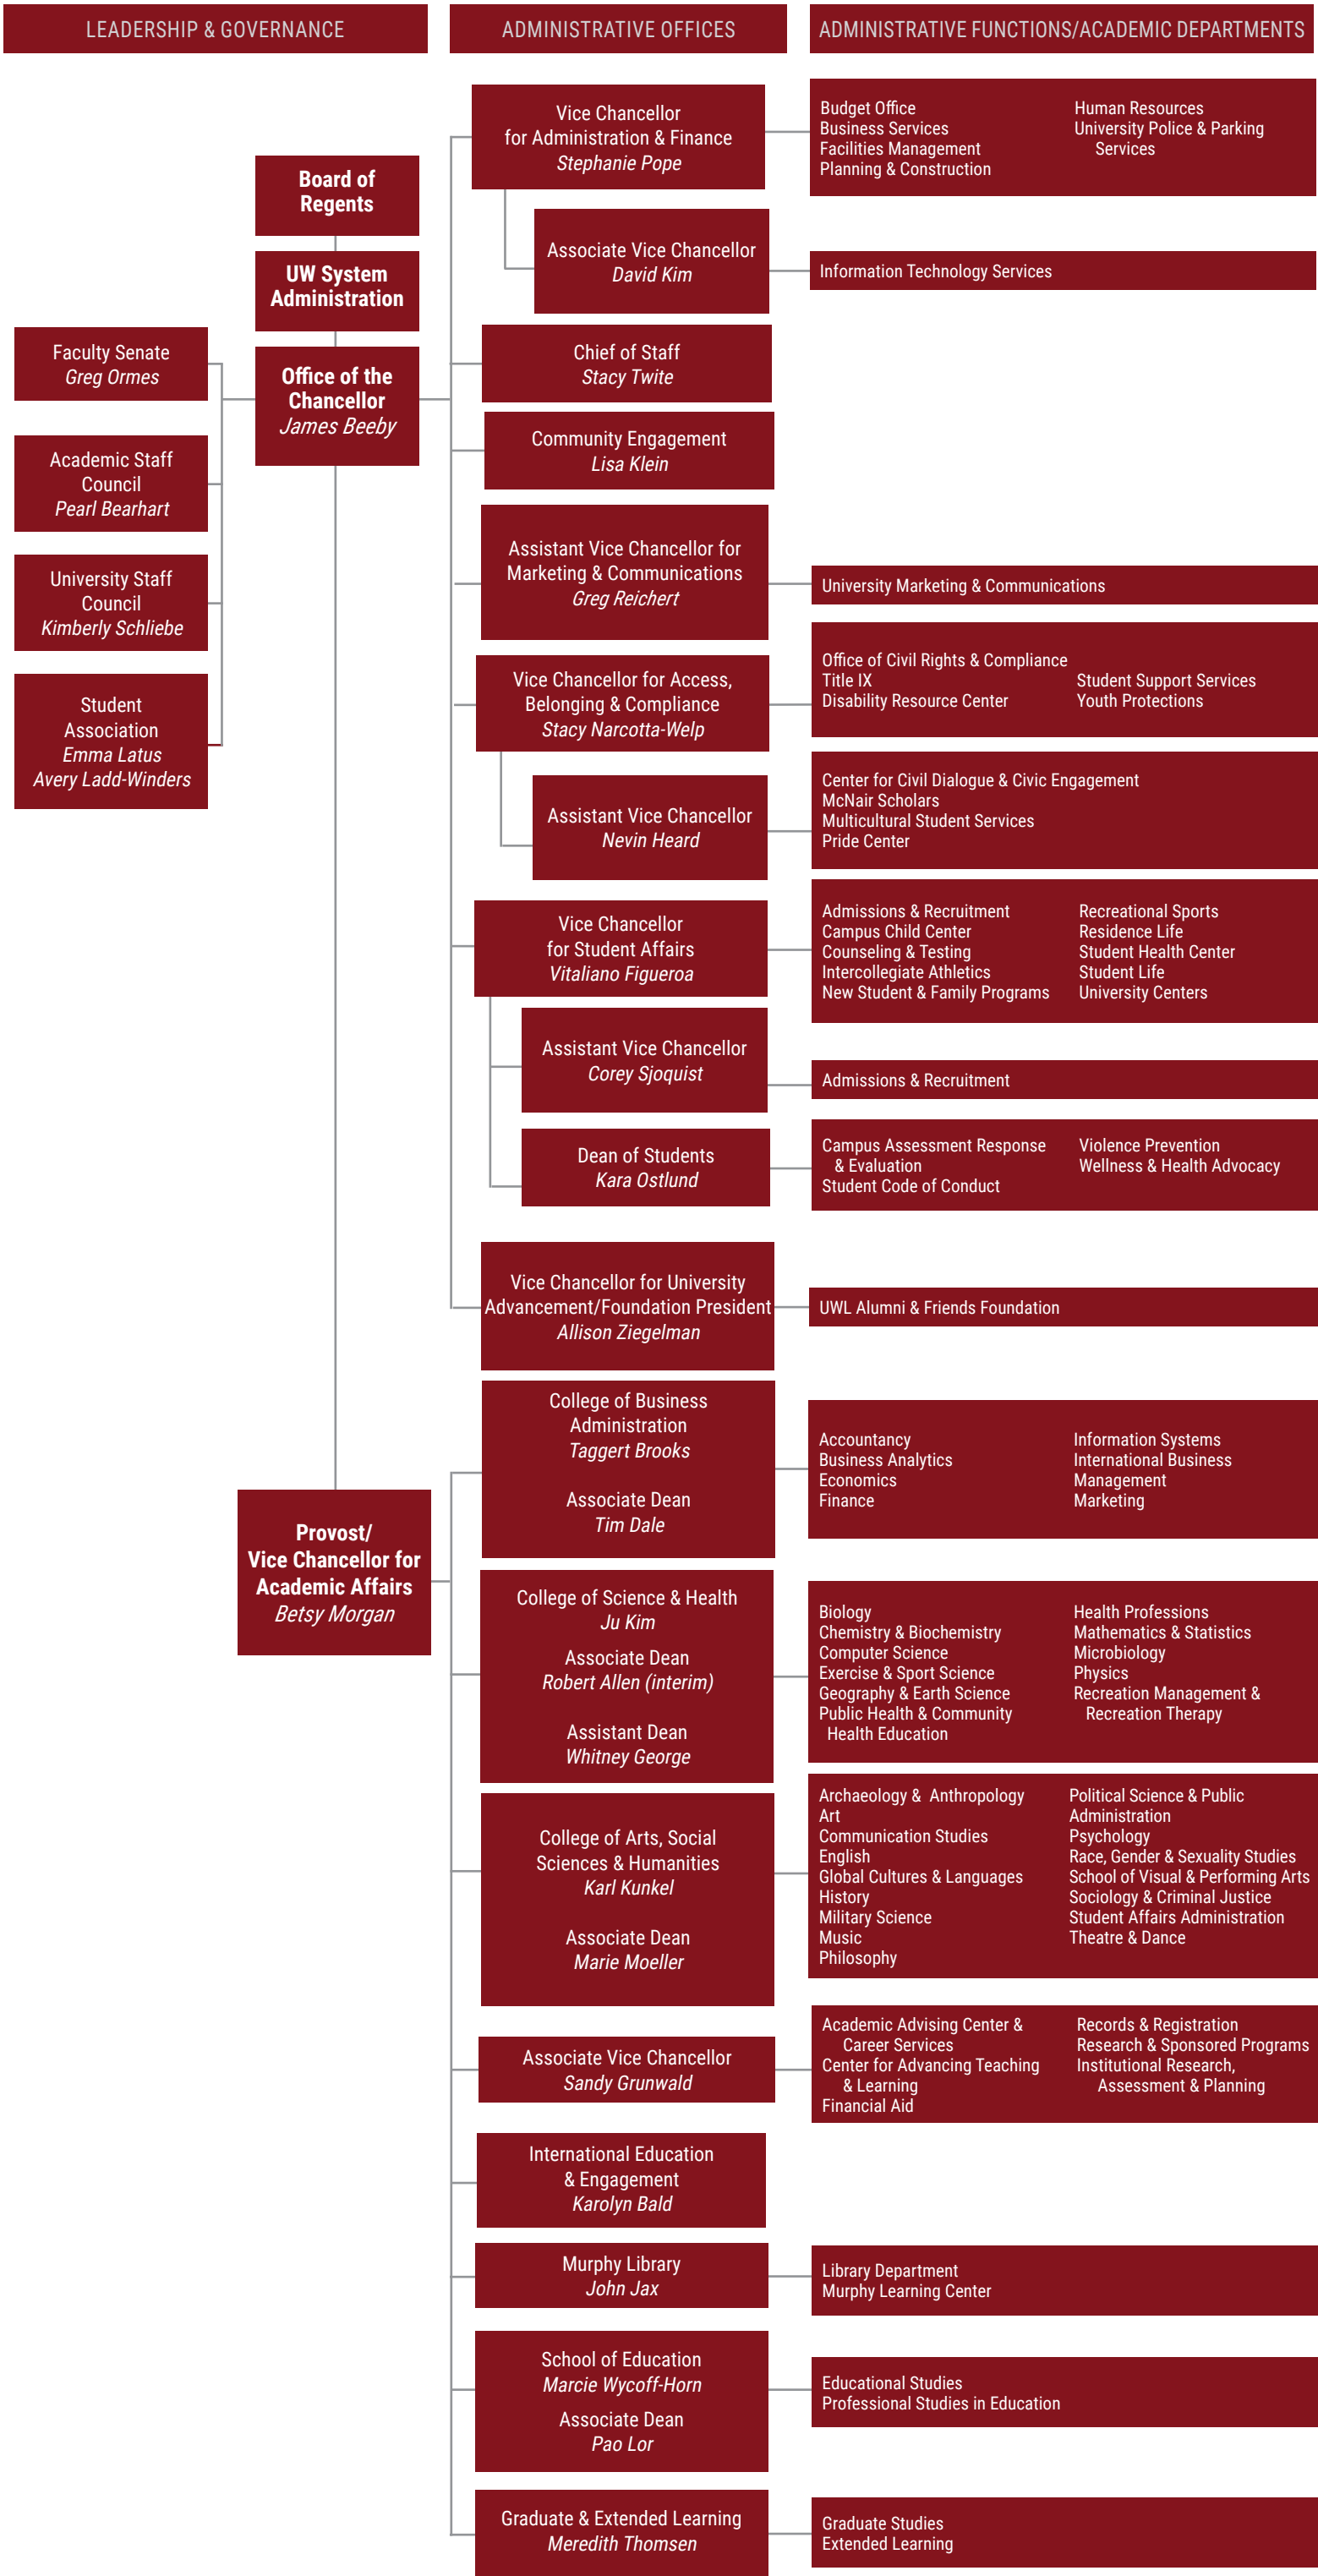 LEADERSHIP & GOVERNANCE
ADMINISTRATIVE OFFICES
ADMINISTRATIVE FUNCTIONS/ACADEMIC DEPARTMENTS
Board of
Regents
UW System
Administration
Office of the
Chancellor
James Beeby
Faculty Senate
Greg Ormes
Academic Staff
Council
Pearl Bearhart
University Staff
Council
Kimberly Schliebe
Student
Association
Emma Latus
Avery Ladd-Winders
Vice Chancellor
for Administration & Finance
Stephanie Pope
Budget Office
Business Services
Facilities Management
Planning & Construction
Human Resources
University Police & Parking
Services
Associate Vice Chancellor
David Kim
Information Technology Services
Chief of Staff
Stacy Twite
Community Engagement
Lisa Klein
Assistant Vice Chancellor for
Marketing & Communications
Greg Reichert
University Marketing & Communications
Vice Chancellor for Access,
Belonging & Compliance
Stacy Narcotta-Welp
Office of Civil Rights & Compliance
Title IX
Disability Resource Center
Student Support Services
Youth Protections
Assistant Vice Chancellor
Nevin Heard
Center for Civil Dialogue & Civic Engagement
McNair Scholars
Multicultural Student Services
Pride Center
Vice Chancellor
for Student Affairs
Vitaliano Figueroa
Admissions & Recruitment
Campus Child Center
Counseling & Testing
Intercollegiate Athletics
New Student & Family Programs
Recreational Sports
Residence Life
Student Health Center
Student Life
University Centers
Assistant Vice Chancellor
Corey Sjoquist
Admissions & Recruitment
Dean of Students
Kara Ostlund
Campus Assessment Response
& Evaluation
Student Code of Conduct
Violence Prevention
Wellness & Health Advocacy
Vice Chancellor for University
Advancement/Foundation President
Allison Ziegelman
UWL Alumni & Friends Foundation
Provost/
Vice Chancellor for
Academic Affairs
Betsy Morgan
College of Business
Administration
Taggert Brooks
Associate Dean
Tim Dale
Accountancy
Business Analytics
Economics
Finance
Information Systems
International Business
Management
Marketing
College of Science & Health
Ju Kim
Associate Dean
Robert Allen (interim)
Assistant Dean
Whitney George
Biology
Chemistry & Biochemistry
Computer Science
Exercise & Sport Science
Geography & Earth Science
Public Health & Community
Health Education
Health Professions
Mathematics & Statistics
Microbiology
Physics
Recreation Management &
Recreation Therapy
College of Arts, Social
Sciences & Humanities
Karl Kunkel
Associate Dean
Marie Moeller
Archaeology & Anthropology
Art
Communication Studies
English
Global Cultures & Languages
History
Military Science
Music
Philosophy
Political Science & Public
Administration
Psychology
Race, Gender & Sexuality Studies
School of Visual & Performing Arts
Sociology & Criminal Justice
Student Affairs Administration
Theatre & Dance
Associate Vice Chancellor
Sandy Grunwald
Academic Advising Center &
Career Services
Center for Advancing Teaching
& Learning
Financial Aid
Records & Registration
Research & Sponsored Programs
Institutional Research,
Assessment & Planning
International Education
& Engagement
Karolyn Bald
Murphy Library
John Jax
Library Department
Murphy Learning Center
School of Education
Marcie Wycoff-Horn
Associate Dean
Pao Lor
Educational Studies
Professional Studies in Education
Graduate & Extended Learning
Meredith Thomsen
Graduate Studies
Extended Learning